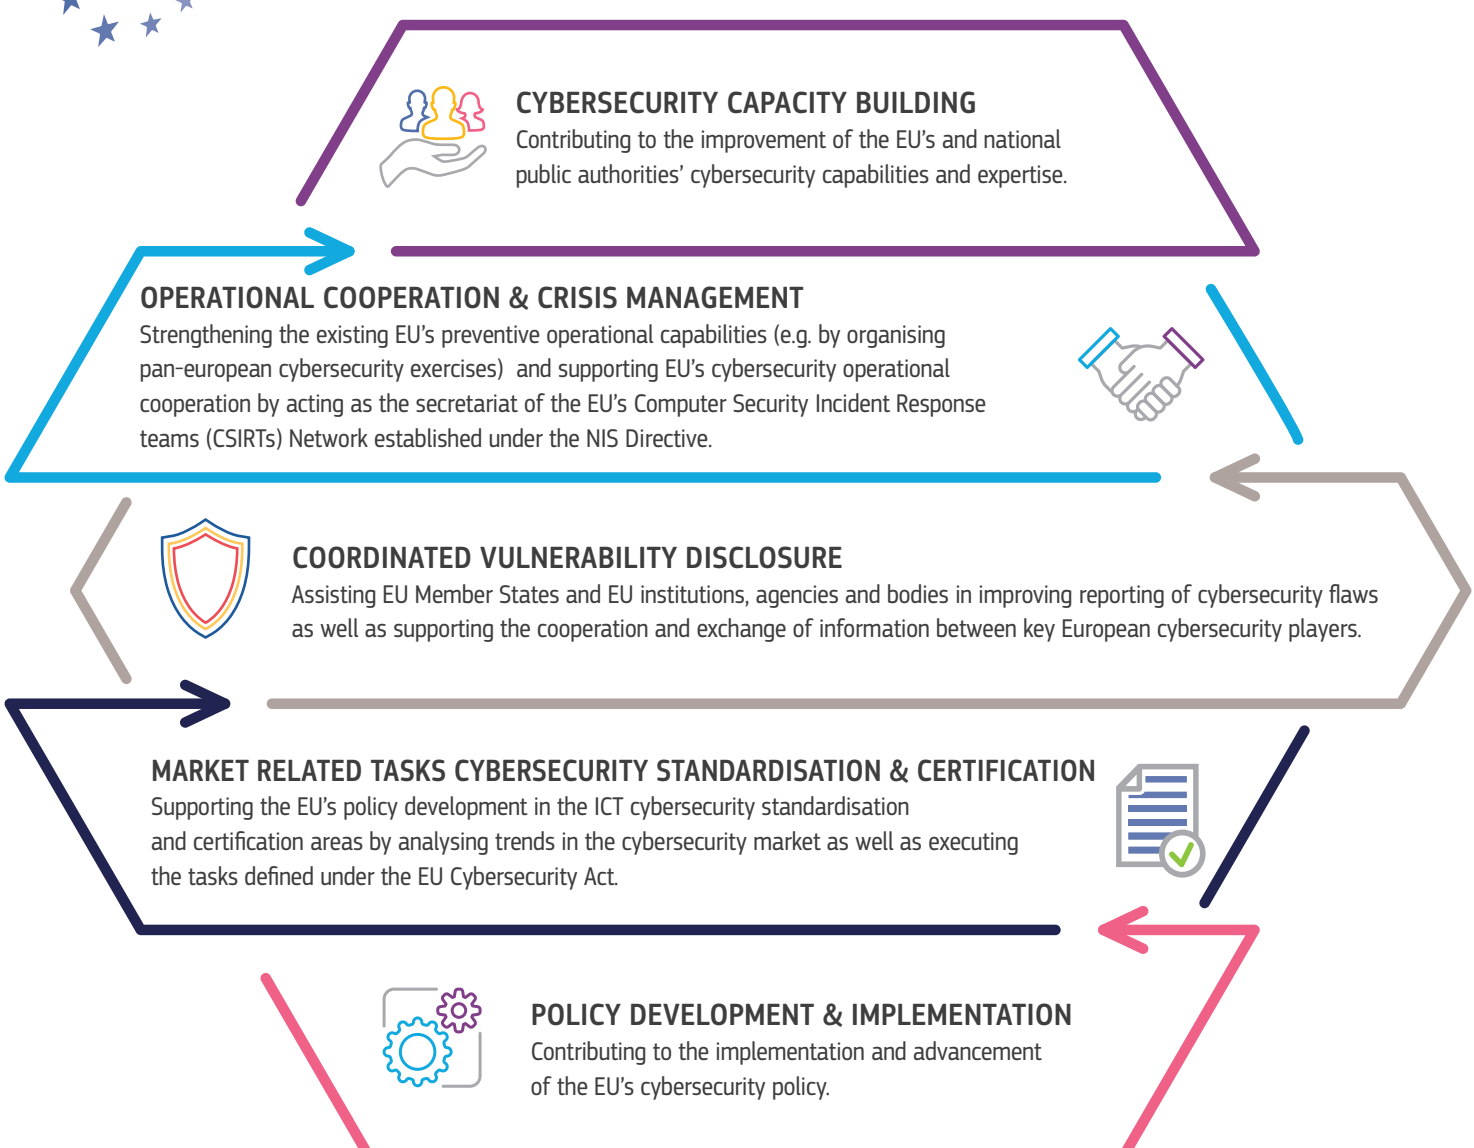 CYBERSECURITY CAPACITY BUILDING
Contributing to the improvement of the EU’s and national
public authorities’ cybersecurity capabilities and expertise.
OPERATIONAL COOPERATION & CRISIS MANAGEMENT
Strengthening the existing EU’s preventive operational capabilities (e.g. by organising
pan-european cybersecurity exercises)  and supporting EU’s cybersecurity operational
cooperation by acting as the secretariat of the EU’s Computer Security Incident Response
teams (CSIRTs) Network established under the NIS Directive.
COORDINATED VULNERABILITY DISCLOSURE
Assisting EU Member States and EU institutions, agencies and bodies in improving reporting of cybersecurity flaws
as well as supporting the cooperation and exchange of information between key European cybersecurity players.
MARKET RELATED TASKS CYBERSECURITY STANDARDISATION & CERTIFICATION
Supporting the EU’s policy development in the ICT cybersecurity standardisation
and certification areas by analysing trends in the cybersecurity market as well as executing
the tasks defined under the EU Cybersecurity Act.
POLICY DEVELOPMENT & IMPLEMENTATION
Contributing to the implementation and advancement
of the EU’s cybersecurity policy.